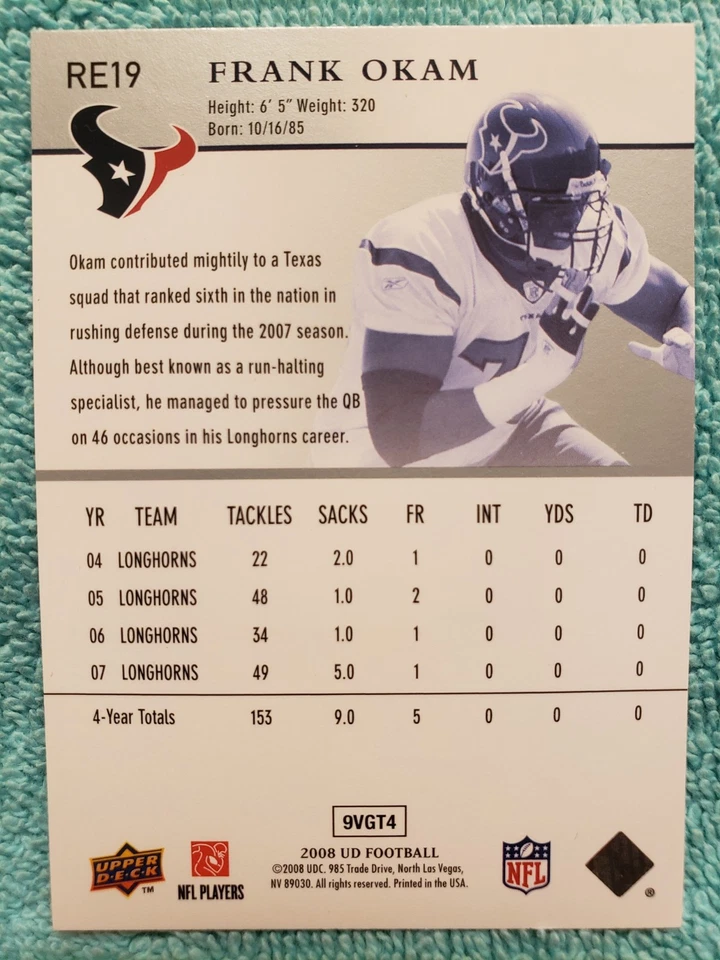 RE19
FRANK OKAM
Height: 6' 5" Weight: 320
Born: 10/16/85
Okam contributed mightily to a Texas
squad that ranked sixth in the nation in
rushing defense during the 2007 season.
Although best known as a run-halting
specialist, he managed to pressure the QB
on 46 occasions in his Longhorns career.
YR TEAM TACKLES SACKS FR INT YDS TD
04 LONGHORNS 22 2.0 1 0 0 0
05 LONGHORNS 48 1.0 2 0 0 0
06 LONGHORNS 34 1.0 1 0 0 0
07 LONGHORNS 49 5.0 1 0 0 0
4-Year Totals 153 9.0 5 0 0 0
9VGT4
2008 UD FOOTBALL
©2008 UDC. 985 Trade Drive, North Las Vegas,
NV 89030. All rights reserved. Printed in the USA.
UPPER
D·E·C·K
™
NFL PLAYERS
NFL
®